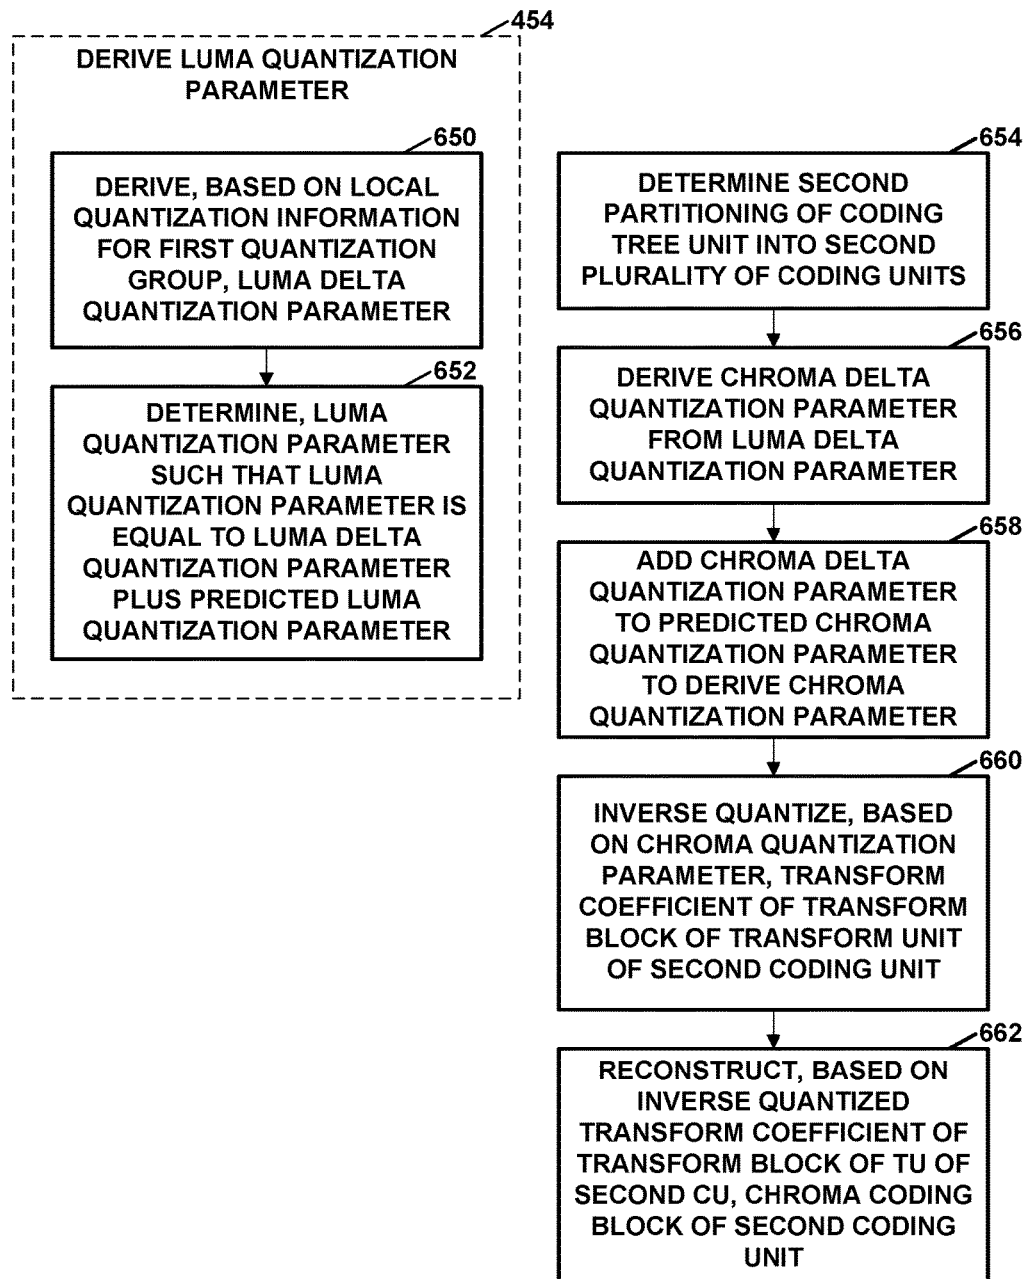 454
DERIVE LUMA QUANTIZATION
PARAMETER
650
DERIVE, BASED ON LOCAL
QUANTIZATION INFORMATION
FOR FIRST QUANTIZATION
GROUP, LUMA DELTA
QUANTIZATION PARAMETER
652
DETERMINE, LUMA
QUANTIZATION PARAMETER
SUCH THAT LUMA
QUANTIZATION PARAMETER IS
EQUAL TO LUMA DELTA
QUANTIZATION PARAMETER
PLUS PREDICTED LUMA
QUANTIZATION PARAMETER
654
DETERMINE SECOND
PARTITIONING OF CODING
TREE UNIT INTO SECOND
PLURALITY OF CODING UNITS
656
DERIVE CHROMA DELTA
QUANTIZATION PARAMETER
FROM LUMA DELTA
QUANTIZATION PARAMETER
658
ADD CHROMA DELTA
QUANTIZATION PARAMETER
TO PREDICTED CHROMA
QUANTIZATION PARAMETER
TO DERIVE CHROMA
QUANTIZATION PARAMETER
660
INVERSE QUANTIZE, BASED
ON CHROMA QUANTIZATION
PARAMETER, TRANSFORM
COEFFICIENT OF TRANSFORM
BLOCK OF TRANSFORM UNIT
OF SECOND CODING UNIT
662
RECONSTRUCT, BASED ON
INVERSE QUANTIZED
TRANSFORM COEFFICIENT OF
TRANSFORM BLOCK OF TU OF
SECOND CU, CHROMA CODING
BLOCK OF SECOND CODING
UNIT